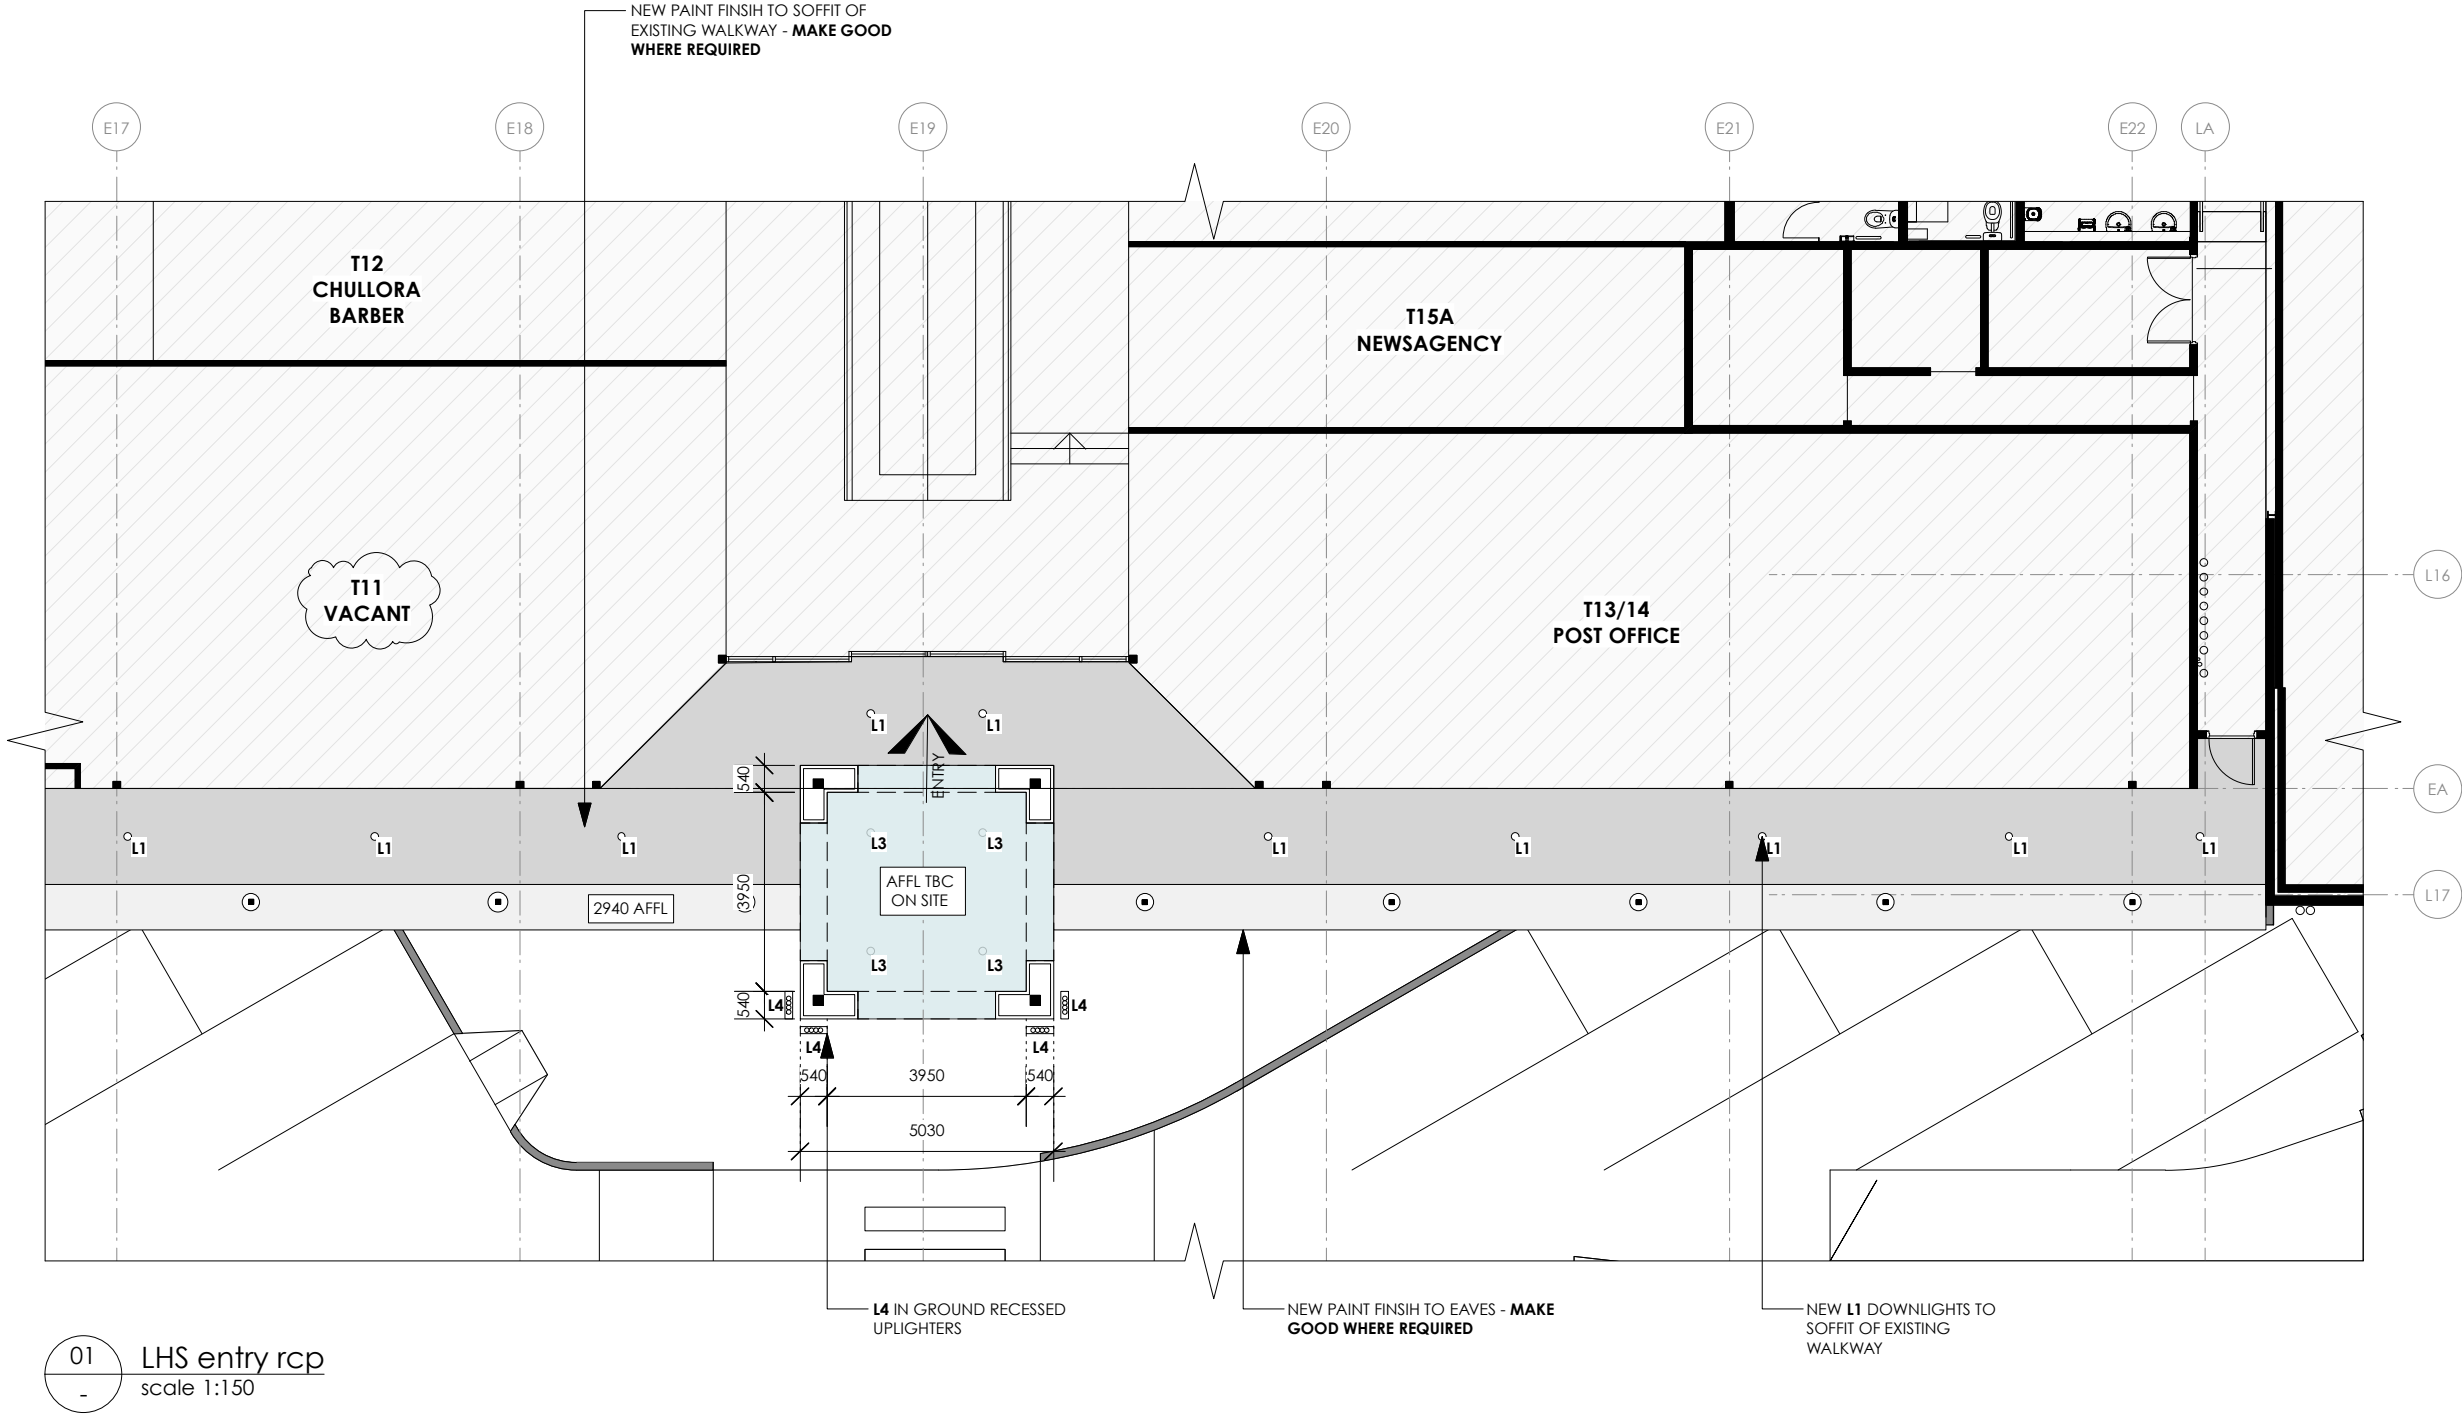 NEW PAINT FINSIH TO SOFFIT OF
EXISTING WALKWAY - MAKE GOOD
WHERE REQUIRED
E17
E18
E19
E20
E21
E22
LA
T12
CHULLORA
BARBER
T15A
NEWSAGENCY
T11
VACANT
T13/14
POST OFFICE
L16
L1
L1
ENTRY
540
EA
L1
L1
L1
L3
L3
L1
L1
L1
L1
L1
AFFL TBC
ON SITE
(3950)
2940 AFFL
L17
L3
L3
540
L4
L4
L4
L4
540
3950
540
5030
L4 IN GROUND RECESSED
UPLIGHTERS
NEW PAINT FINSIH TO EAVES - MAKE
GOOD WHERE REQUIRED
NEW L1 DOWNLIGHTS TO
SOFFIT OF EXISTING
WALKWAY
01
-
LHS entry rcp
scale 1:150